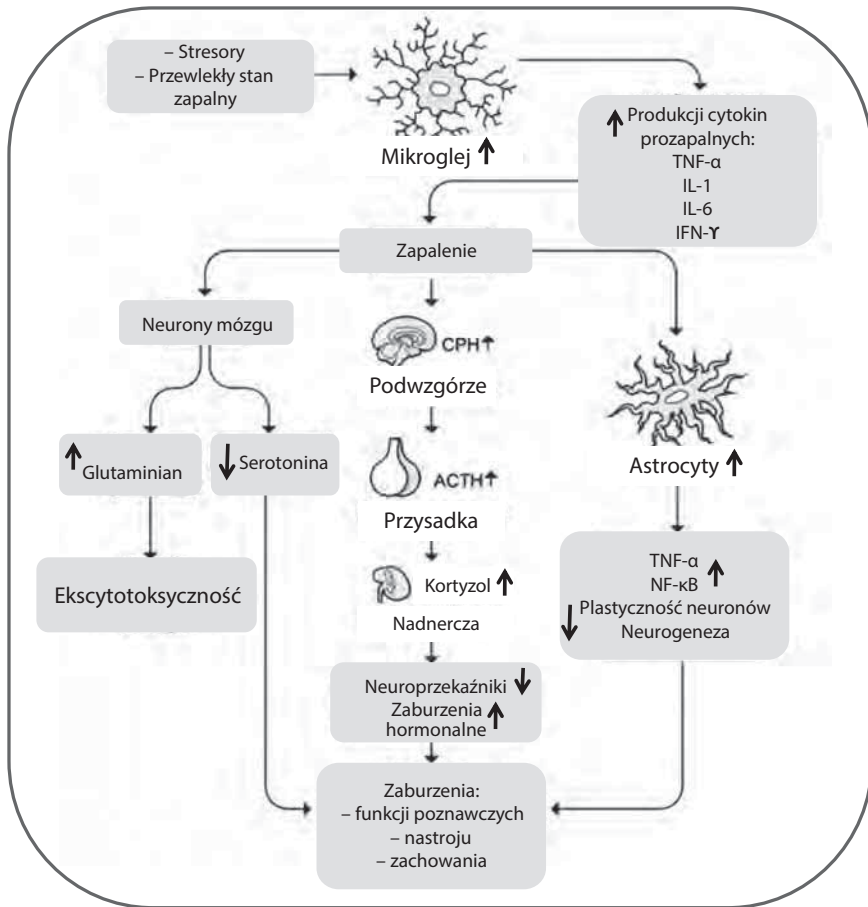 – Stresory
– Przewlekły stan
zapalny
Mikroglej ↑
↑ Produkcji cytokin
prozapalnych:
TNF-α
IL-1
IL-6
IFN-ϒ
Zapalenie
Neurony mózgu
CPH↑
Podwzgórze
↑ Glutaminian
↓ Serotonina
Astrocyty ↑
ACTH↑
Przysadka
Ekscytotoksyczność
Kortyzol ↑
Nadnercza
TNF-α
NF-κB ↑
↓ Plastyczność neuronów
Neurogeneza
Neuroprzekaźniki ↓
Zaburzenia ↑
hormonalne
Zaburzenia:
– funkcji poznawczych
– nastroju
– zachowania